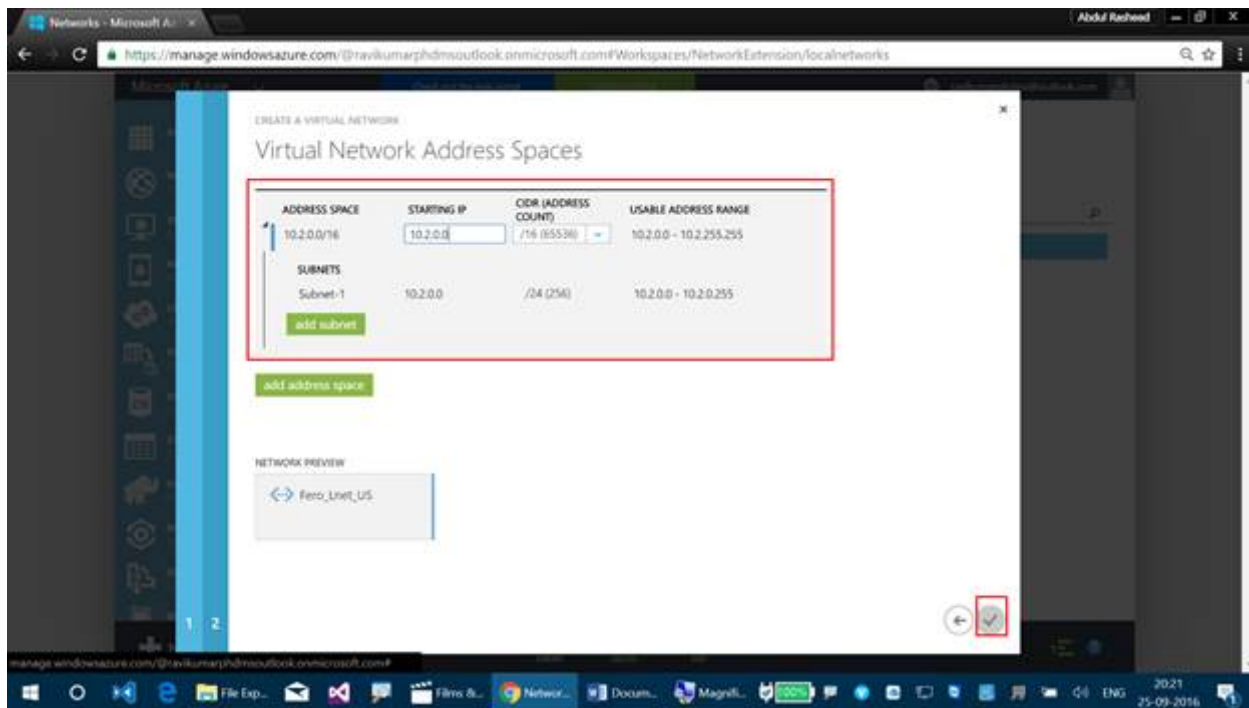 Networks - Microsoft A
Abdul Rasheed
https://manage.windowsazure.com/@ravikumarphdmsoutlook.onmicrosoft.com#Workspaces/NetworkExtension/localnetworks
CREATE A VIRTUAL NETWORK
Virtual Network Address Spaces
ADDRESS SPACE STARTING IP CIDR (ADDRESS COUNT) USABLE ADDRESS RANGE
10.2.0.0/16 10.2.0.0 /16 (65536) 10.2.0.0 - 10.2.255.255
SUBNETS
Subnet-1 10.2.0.0 /24 (256) 10.2.0.0 - 10.2.0.255
add subnet
add address space
NETWORK PREVIEW
Fero_Lnet_US
1 2
manage.windowsazure.com/@ravikumarphdmsoutlook.onmicrosoft.com#
File Exp... Films &... Networ... Docum... Magnifi... 100% ENG 20:21
25-09-2016